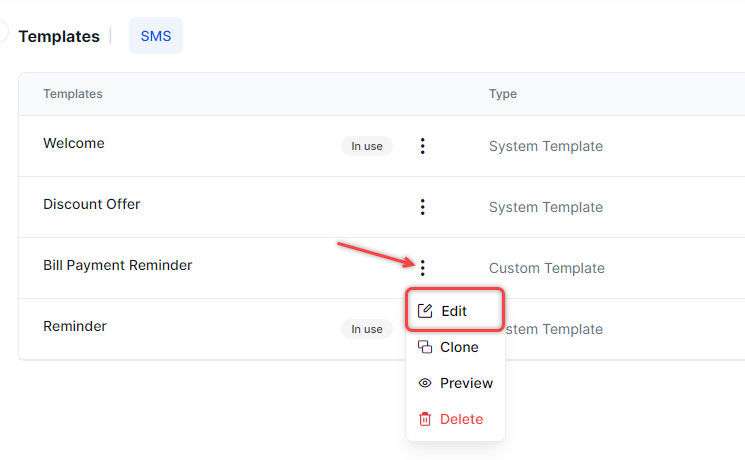 Templates
SMS
Templates Type
Welcome In use System Template
Discount Offer System Template
Bill Payment Reminder Custom Template
Edit
Reminder In use stem Template
Clone
Preview
Delete